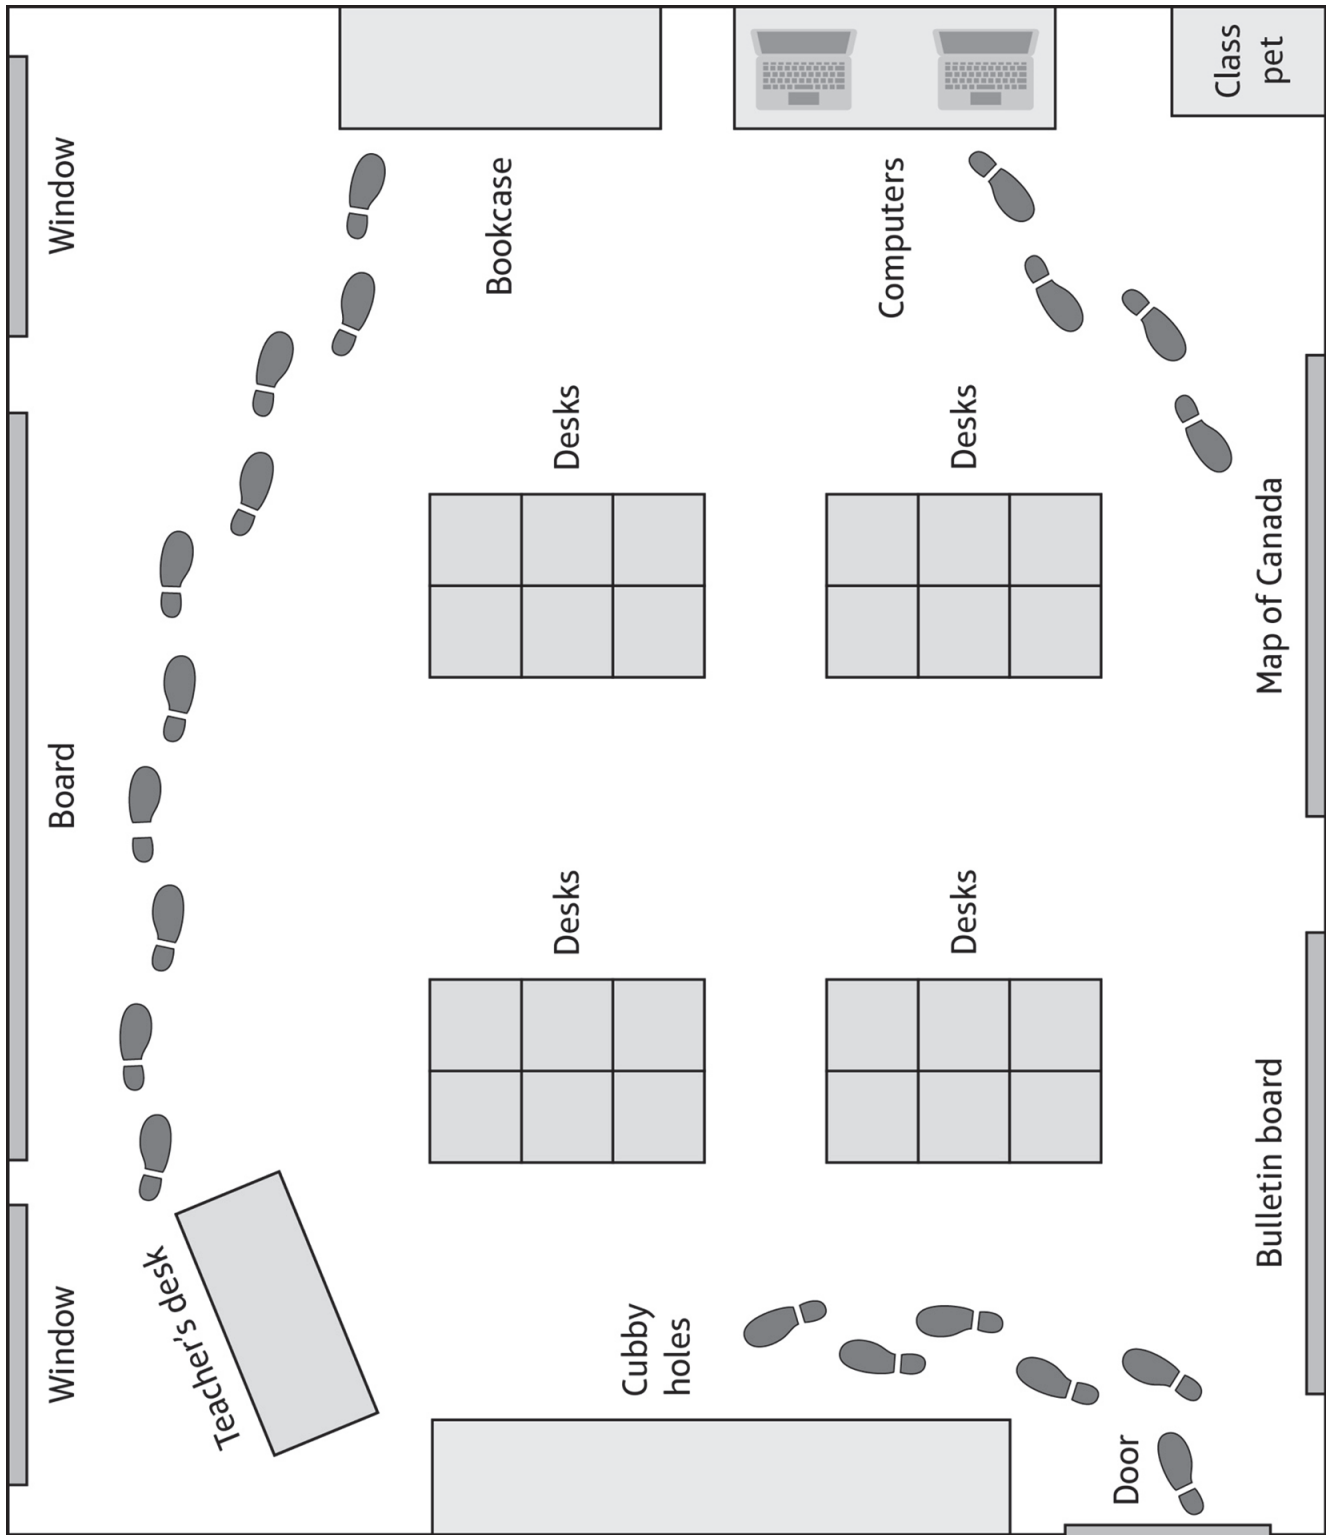 Window
Board
Window
Teacher's desk
Bookcase
Computers
Class
pet
Desks
Desks
Desks
Desks
Cubby
holes
Map of Canada
Bulletin board
Door